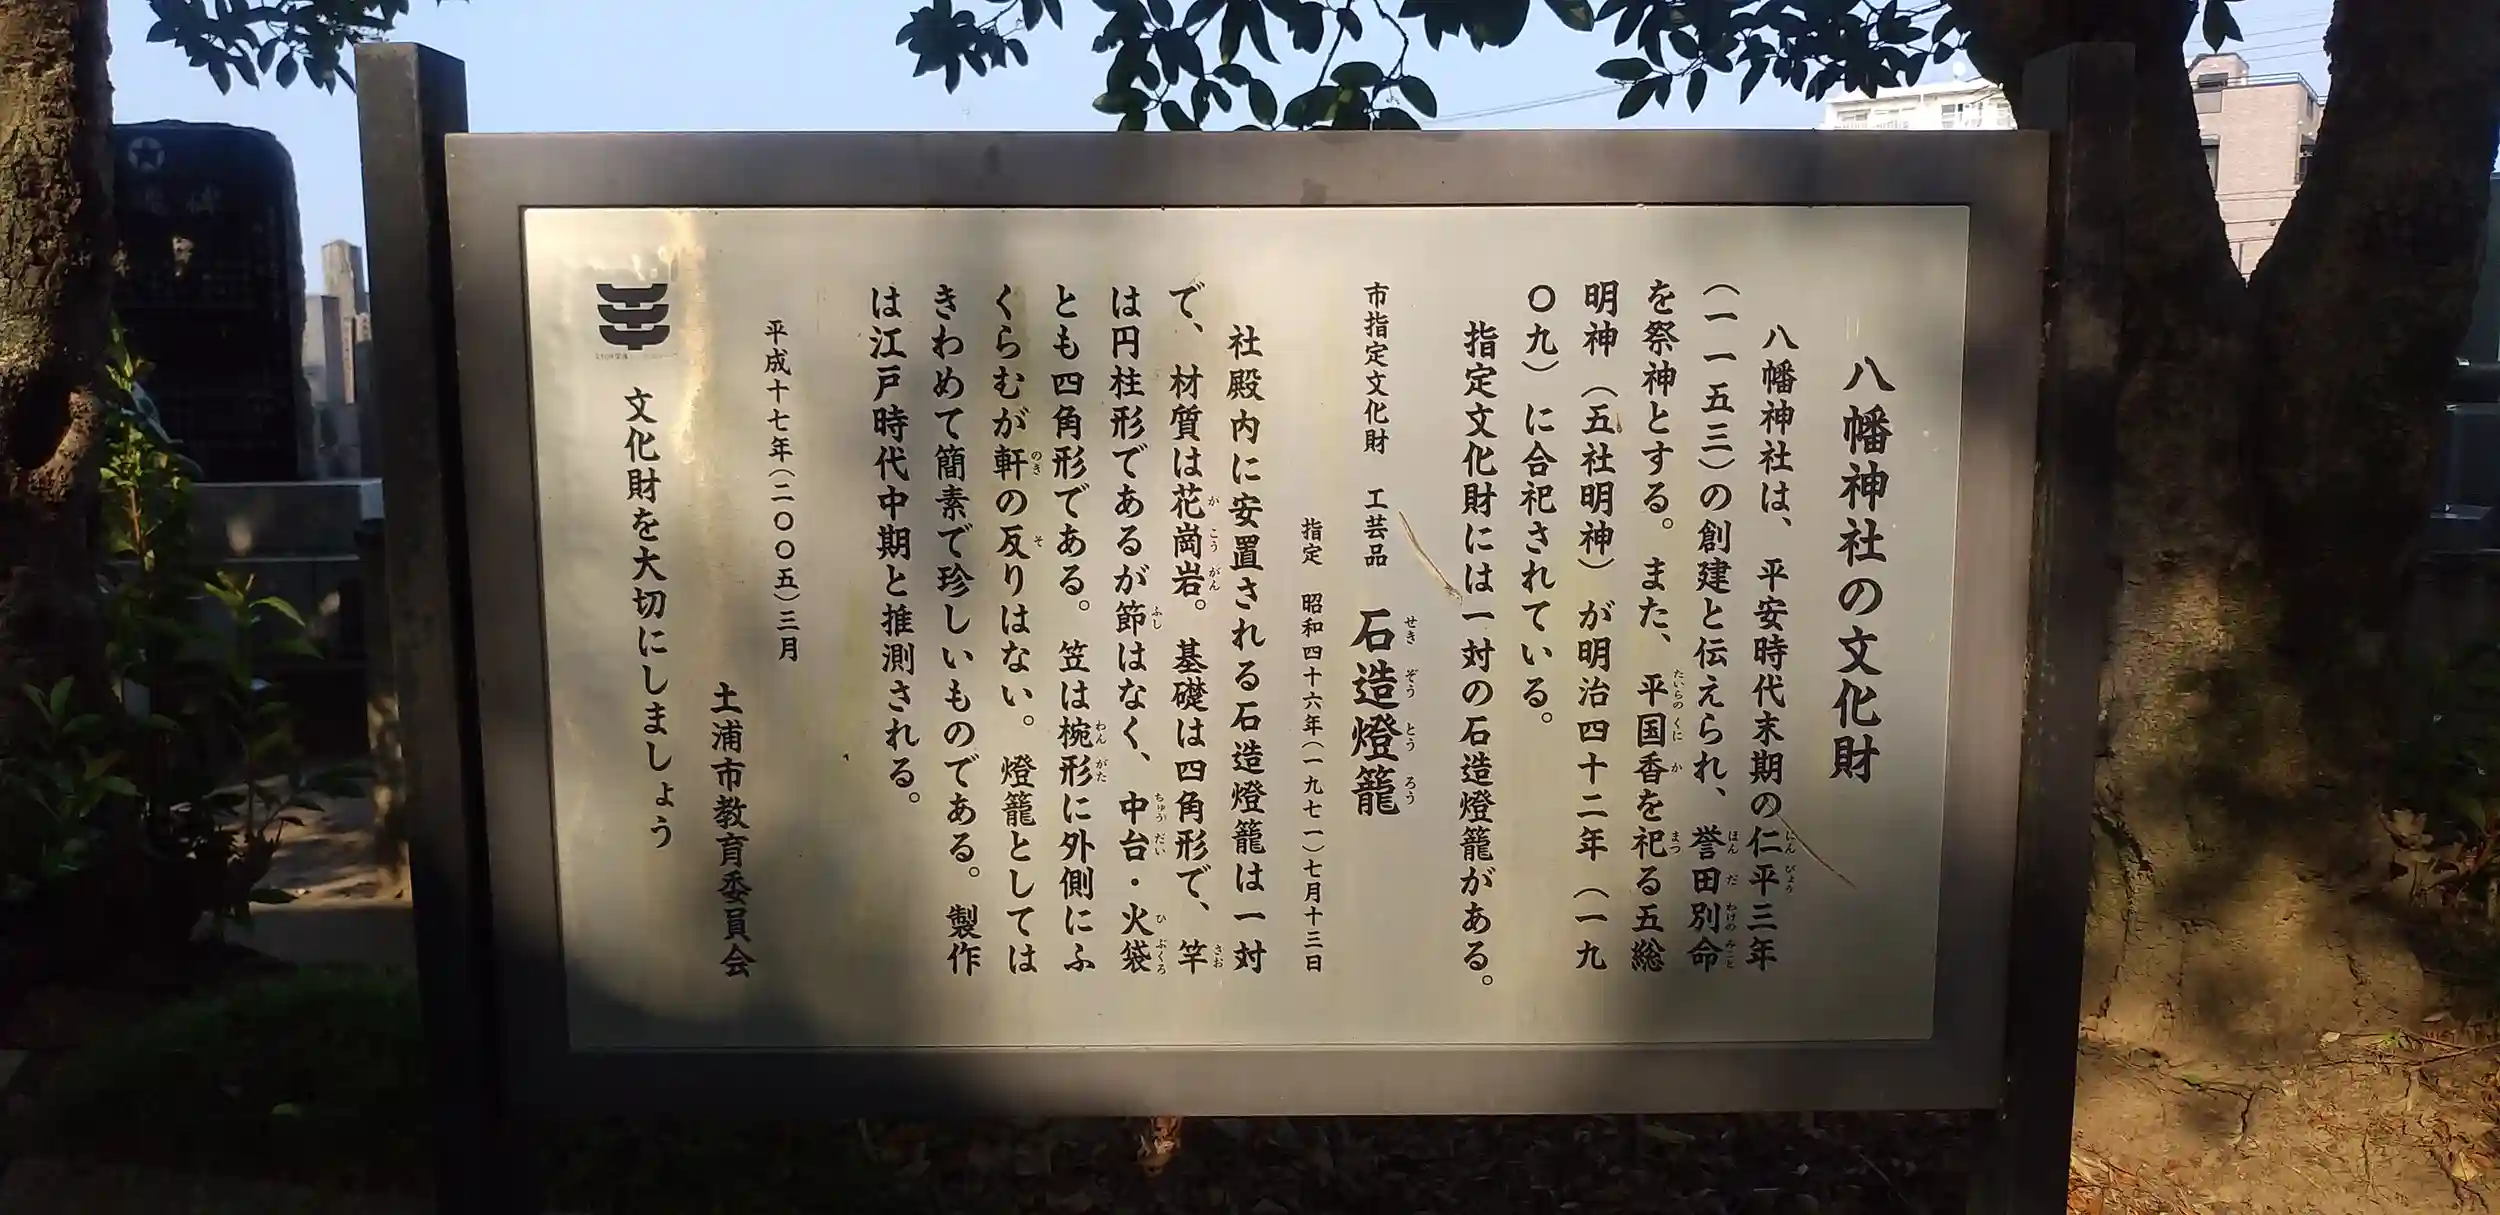 八幡神社の文化財
八幡神社は、平安時代末期の仁平三年
（一一五三）の創建と伝えられ、誉田別命
を祭神とする。また、平国香を祀る五総
明神（五社明神）が明治四十二年（一九
〇九）に合祀されている。
指定文化財には一対の石造燈籠がある。
市指定文化財　工芸品　石造燈籠
指定　昭和四十六年（一九七一）七月十三日
社殿内に安置される石造燈籠は一対
で、材質は花崗岩。基礎は四角形で、竿
は円柱形であるが節はなく、中台・火袋
とも四角形である。笠は椀形に外側にふ
くらむが軒の反りはない。燈籠としては
きわめて簡素で珍しいものである。製作
は江戸時代中期と推測される。
平成十七年（二〇〇五）三月
土浦市教育委員会
文化財を大切にしましょう